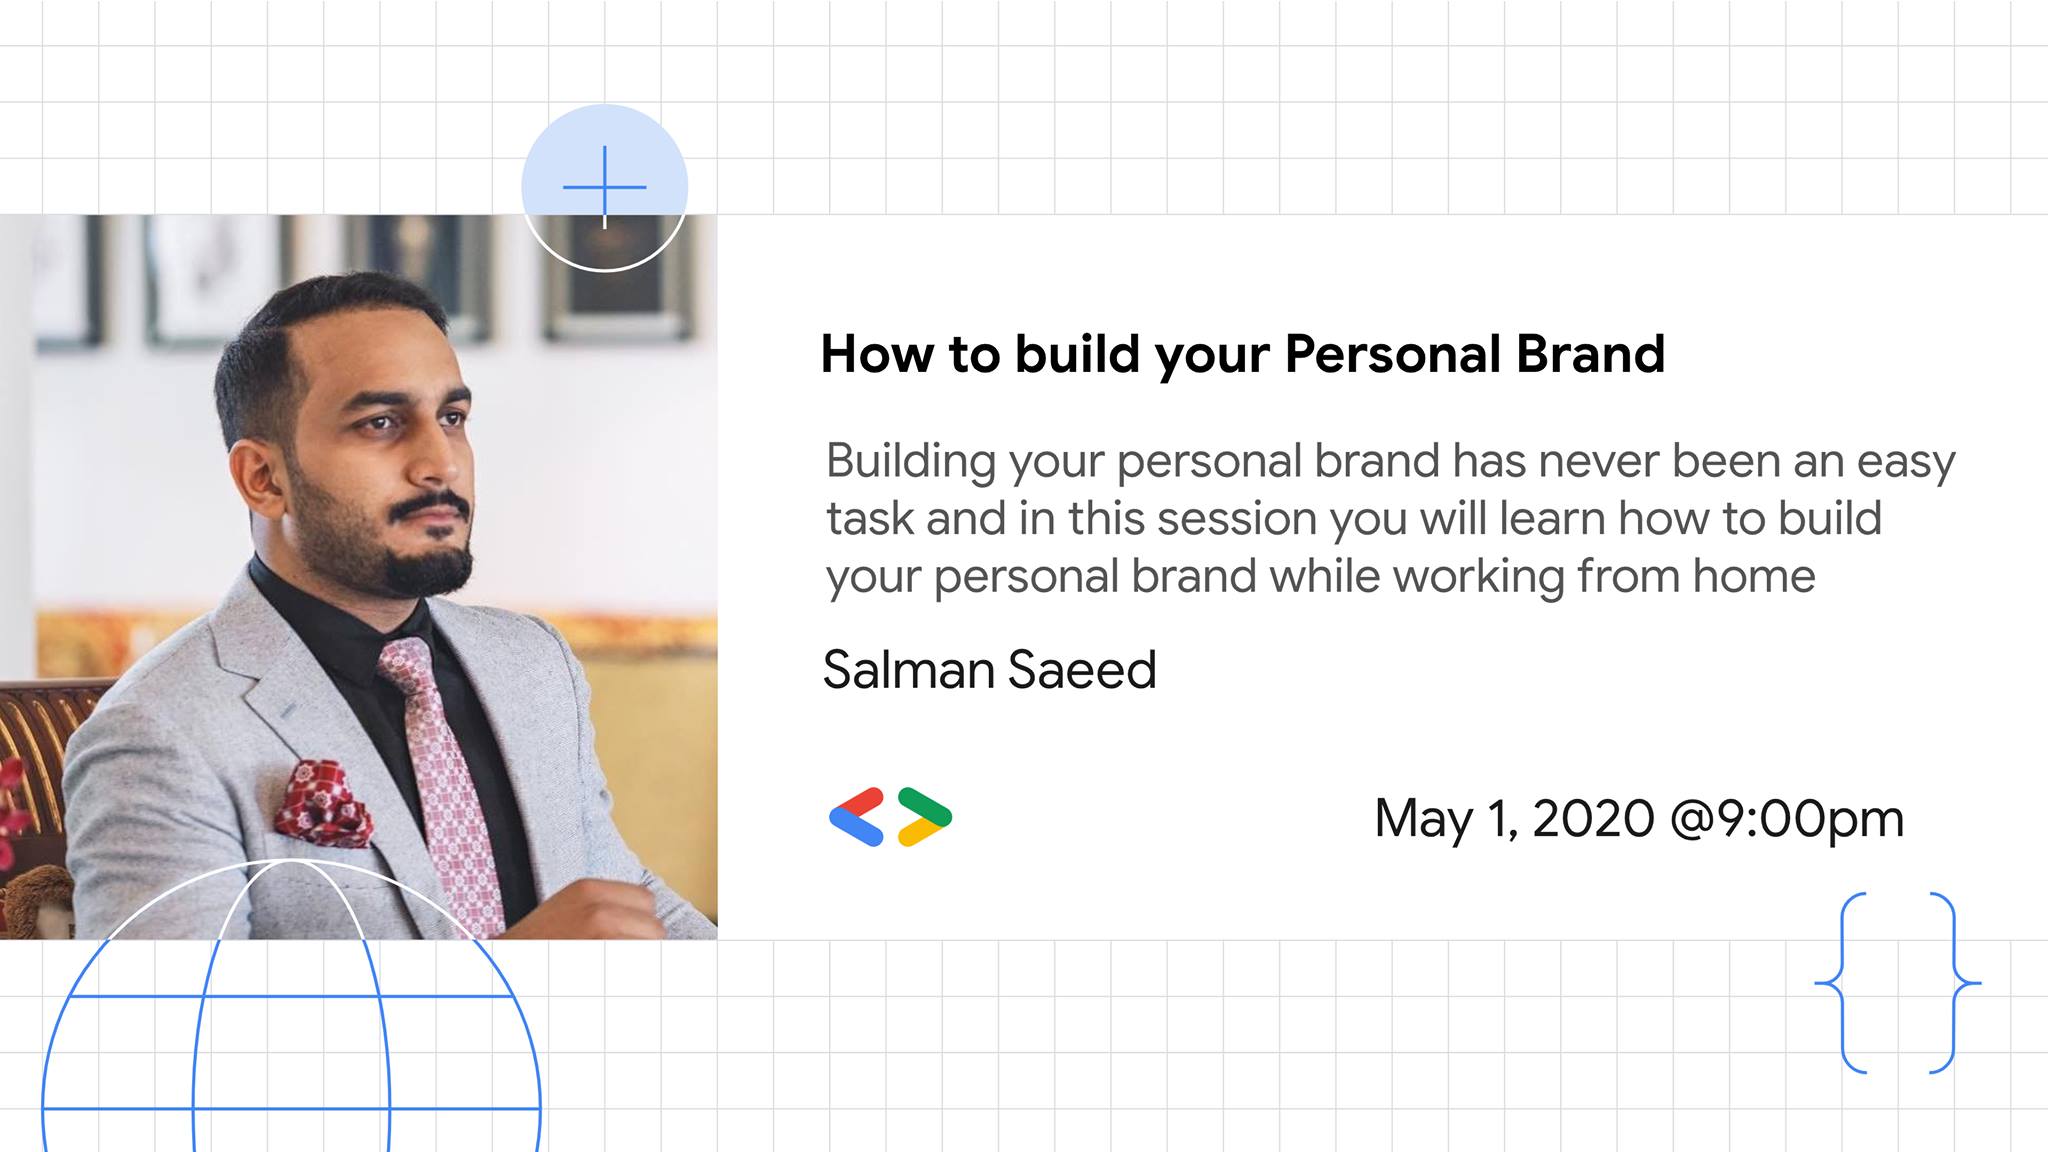 How to build your Personal Brand
Building your personal brand has never been an easy
task and in this session you will learn how to build
your personal brand while working from home
Salman Saeed
May 1, 2020 @9:00pm